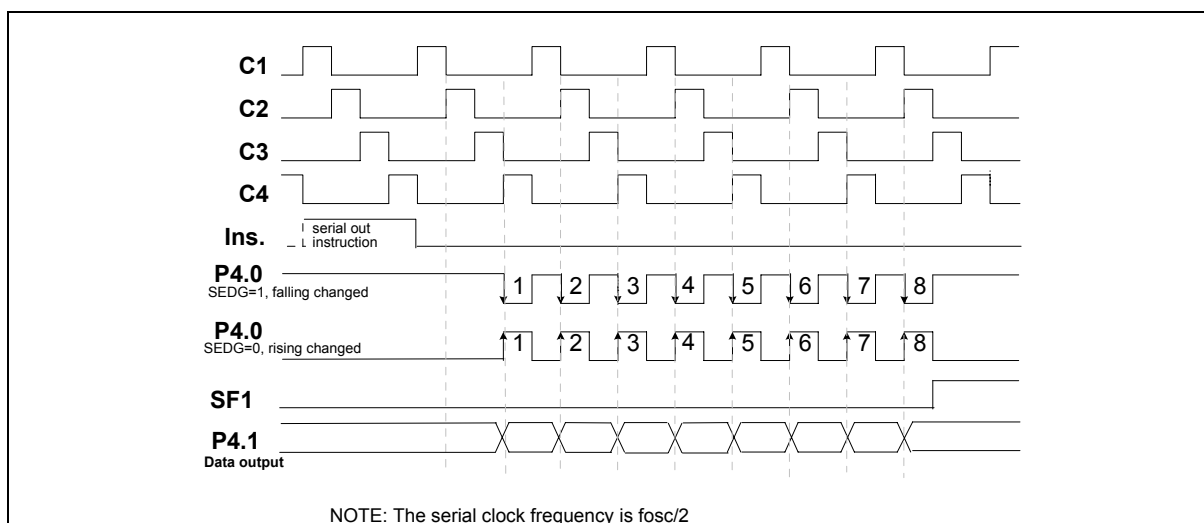 C1
C2
C3
C4
Ins.
serial out
instruction
P4.0
SEDG=1, falling changed
1 2 3 4 5 6 7 8
P4.0
SEDG=0, rising changed
1 2 3 4 5 6 7 8
SF1
P4.1
Data output
NOTE: The serial clock frequency is fosc/2